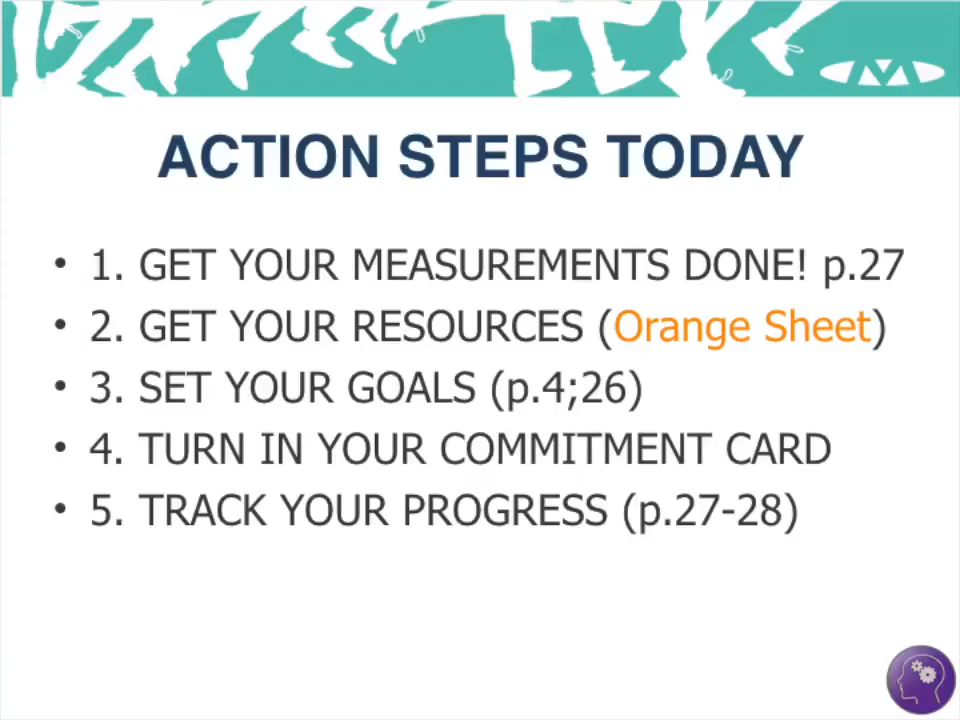 ACTION STEPS TODAY
• 1. GET YOUR MEASUREMENTS DONE! p.27
• 2. GET YOUR RESOURCES (Orange Sheet)
• 3. SET YOUR GOALS (p.4;26)
• 4. TURN IN YOUR COMMITMENT CARD
• 5. TRACK YOUR PROGRESS (p.27-28)